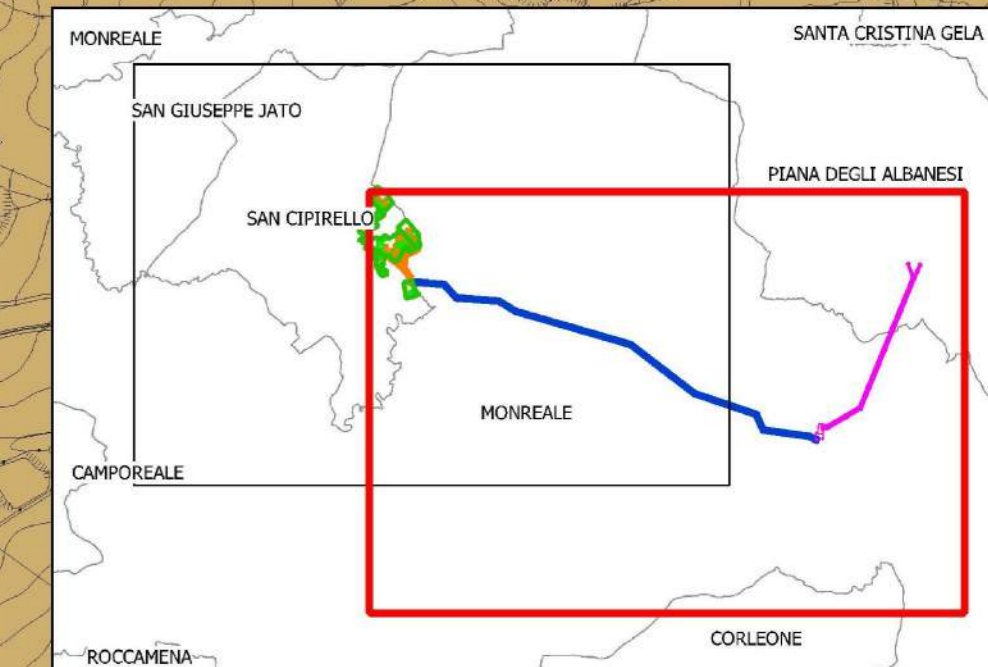 MONREALE
SANTA CRISTINA GELA
SAN GIUSEPPE JATO
PIANA DEGLI ALBANESI
SAN CIPIRELLO
MONREALE
CAMPOREALE
CORLEONE
ROCCAMENA